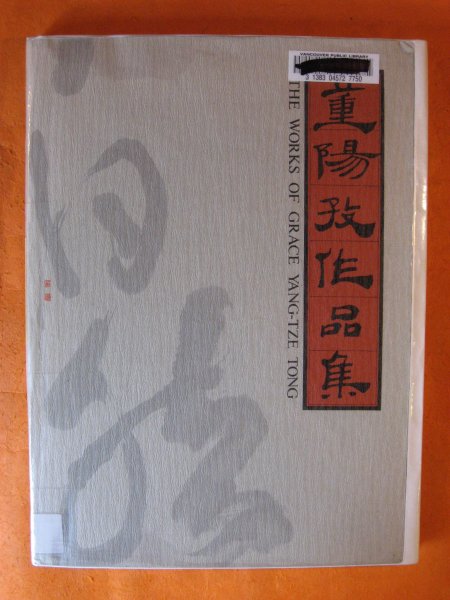 VANCOUVER PUBLIC LIBRARY
3 1383 04572 7750
董陽孜作品集
THE WORKS OF GRACE YANG-TZE TONG